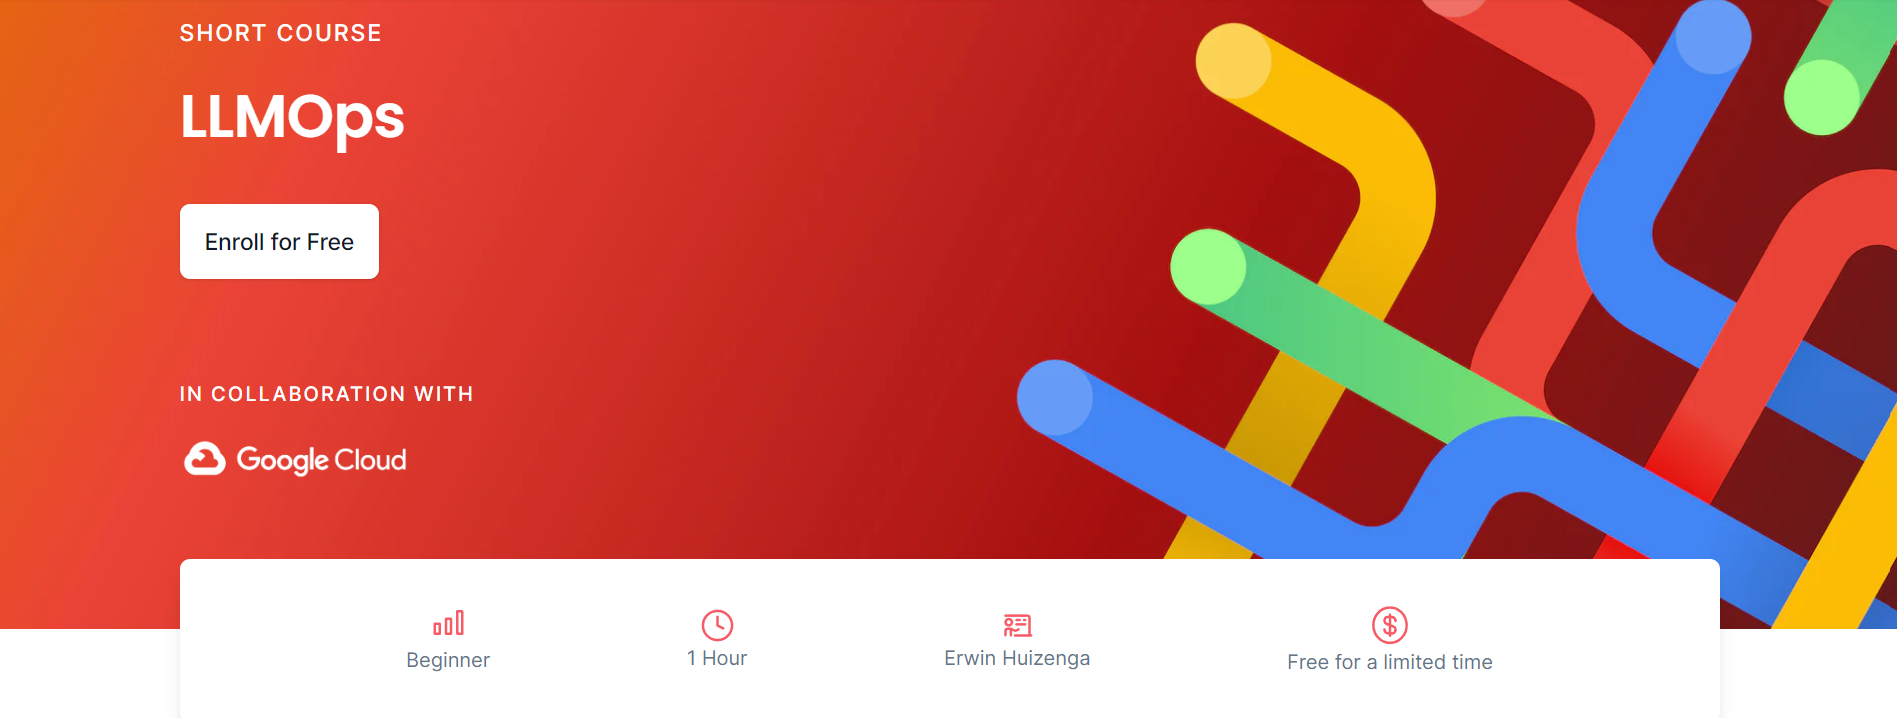 SHORT COURSE
LLMOps
Enroll for Free
IN COLLABORATION WITH
Google Cloud
Beginner
1 Hour
Erwin Huizenga
Free for a limited time